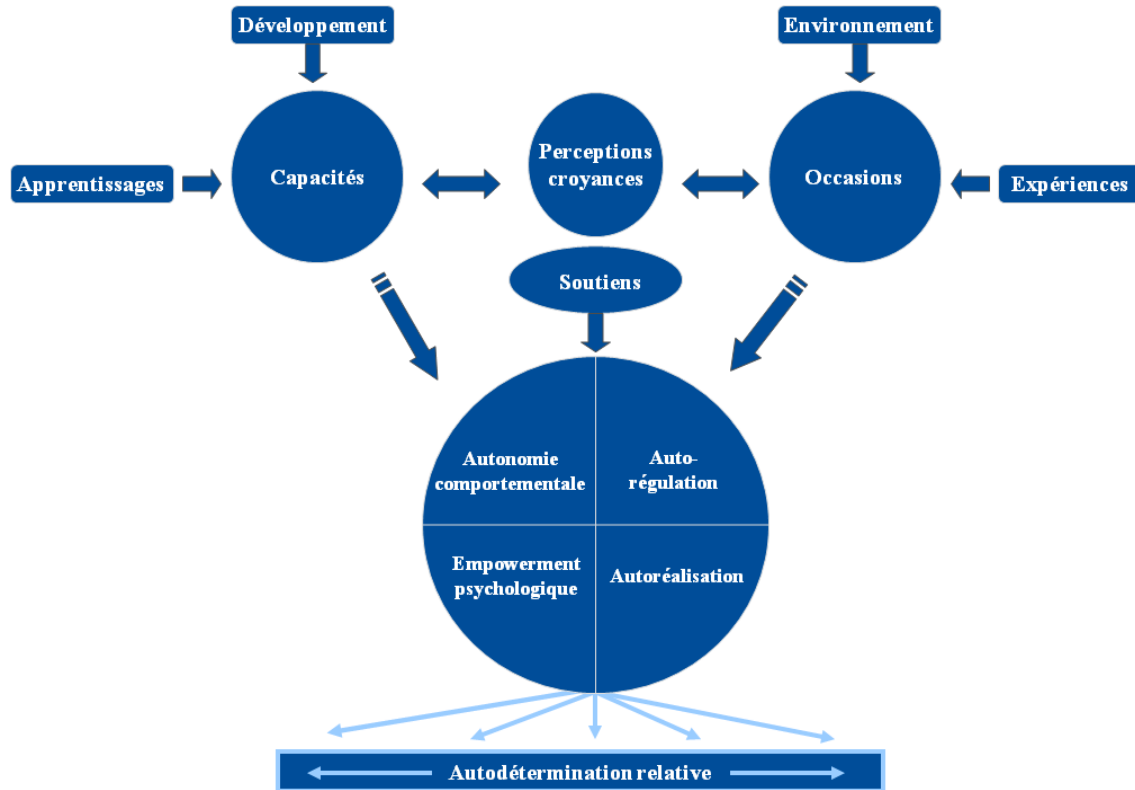 Développement
Environnement
Capacités
Perceptions
croyances
Occasions
Apprentissages
Expériences
Soutiens
Autonomie
comportementale
Auto-
régulation
Empowerment
psychologique
Autoréalisation
Autodétermination relative